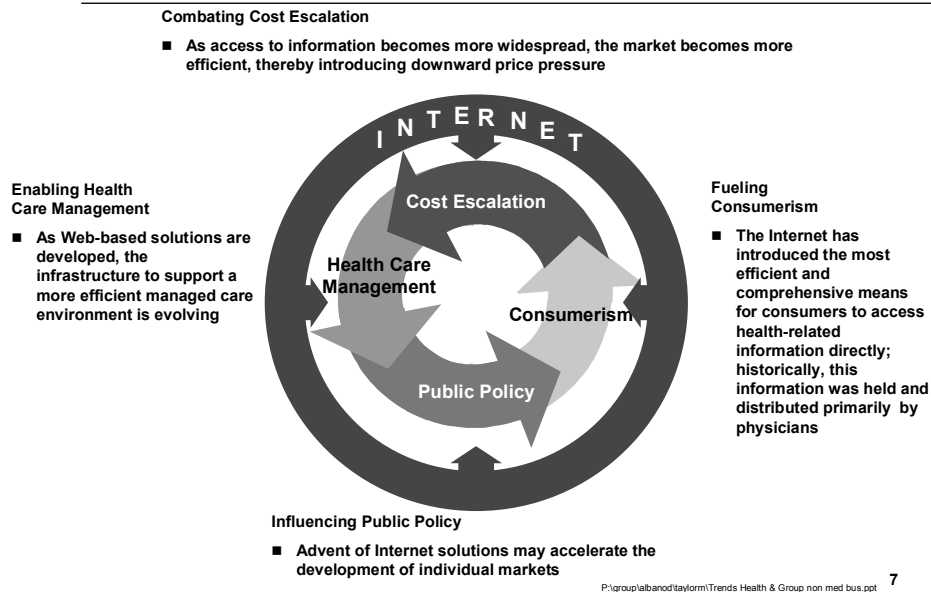 Combating Cost Escalation
■ As access to information becomes more widespread, the market becomes more
efficient, thereby introducing downward price pressure
INTERNET
Cost Escalation
Health Care
Management
Consumerism
Public Policy
Enabling Health
Care Management
■ As Web-based solutions are
developed, the
infrastructure to support a
more efficient managed care
environment is evolving
Fueling
Consumerism
■ The Internet has
introduced the most
efficient and
comprehensive means
for consumers to access
health-related
information directly;
historically, this
information was held and
distributed primarily by
physicians
Influencing Public Policy
■ Advent of Internet solutions may accelerate the
development of individual markets
P:\group\albanod\taylorm\Trends Health & Group non med bus.ppt 7